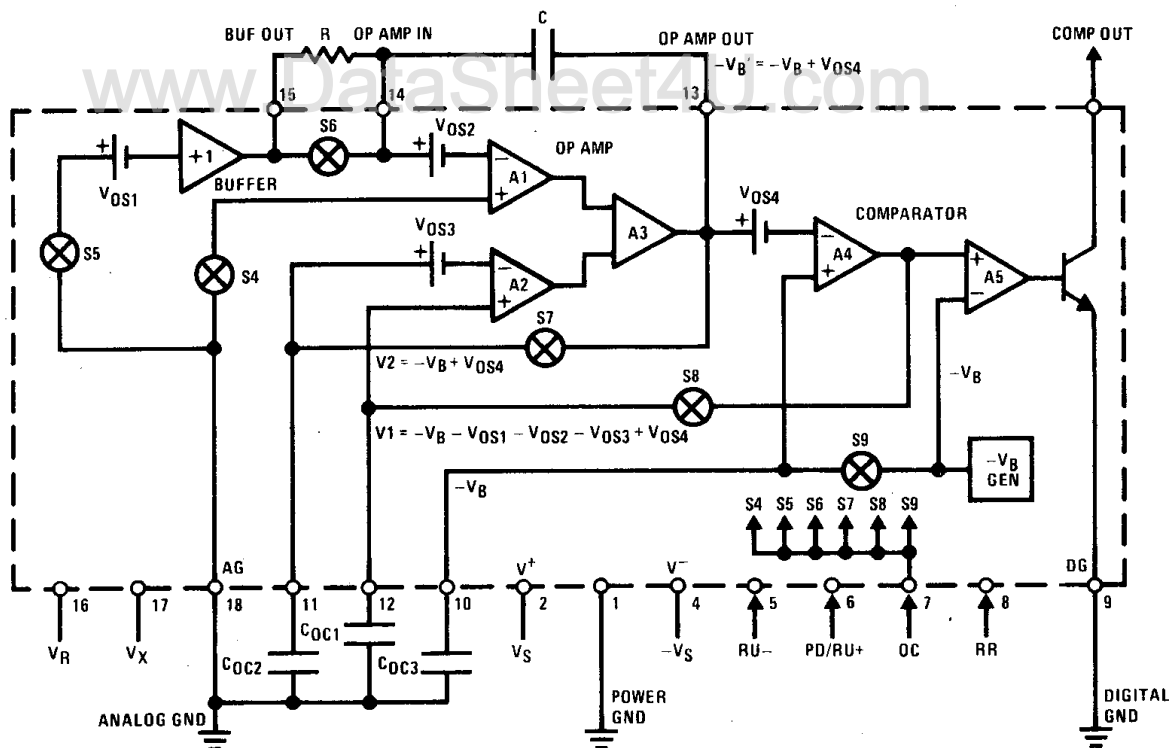 C
BUF OUT R OP AMP IN OP AMP OUT COMP OUT
-VB' = -VB + VOS4
www.DataSheet4U.com
15 14 13
S6
+ VOS2
+ +1 OP AMP
VOS1 BUFFER - A1 + VOS4
+ COMPARATOR
VOS3 A3 + - A4 + + A5 -
S5 S4 + - A2 +
S7
V2 = -VB + VOS4 -VB
S8
V1 = -VB - VOS1 - VOS2 - VOS3 + VOS4
S9
-VB -VB GEN
S4 S5 S6 S7 S8 S9
AG V+ V- DG
16 17 18 11 12 10 2 1 4 5 6 7 8 9
COC1
VR VX COC2 COC3 VS -VS RU- PD/RU+ OC RR
ANALOG GND POWER GND DIGITAL GND